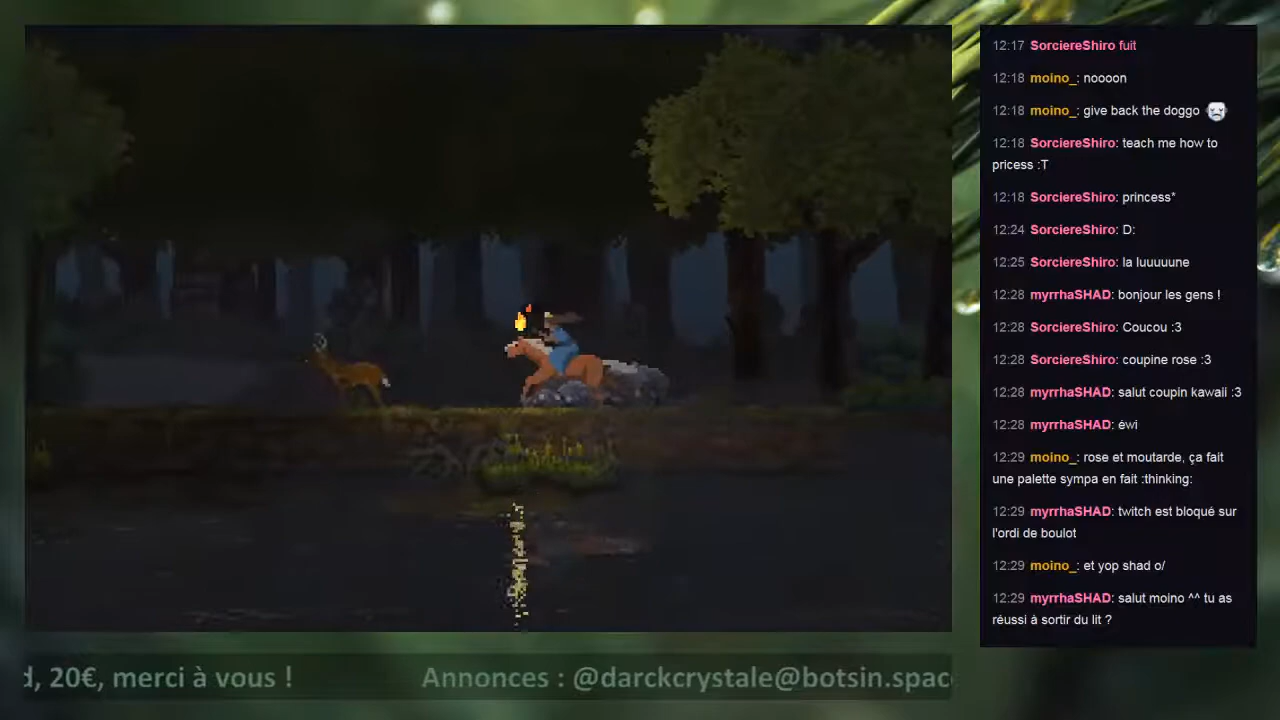 12:17 SorciereShiro fuit
12:18 moino_: noooon
12:18 moino_: give back the doggo
12:18 SorciereShiro: teach me how to
pricess :T
12:18 SorciereShiro: princess*
12:24 SorciereShiro: D:
12:25 SorciereShiro: la luuuuune
12:28 myrrhaSHAD: bonjour les gens !
12:28 SorciereShiro: Coucou :3
12:28 SorciereShiro: coupine rose :3
12:28 myrrhaSHAD: salut coupin kawaii :3
12:28 myrrhaSHAD: éwi
12:29 moino_: rose et moutarde, ça fait
une palette sympa en fait :thinking:
12:29 myrrhaSHAD: twitch est bloqué sur
l'ordi de boulot
12:29 moino_: et yop shad o/
12:29 myrrhaSHAD: salut moino ^^ tu as
réussi à sortir du lit ?
d, 20€, merci à vous ! Annonces : @darckcrystale@botsin.spac